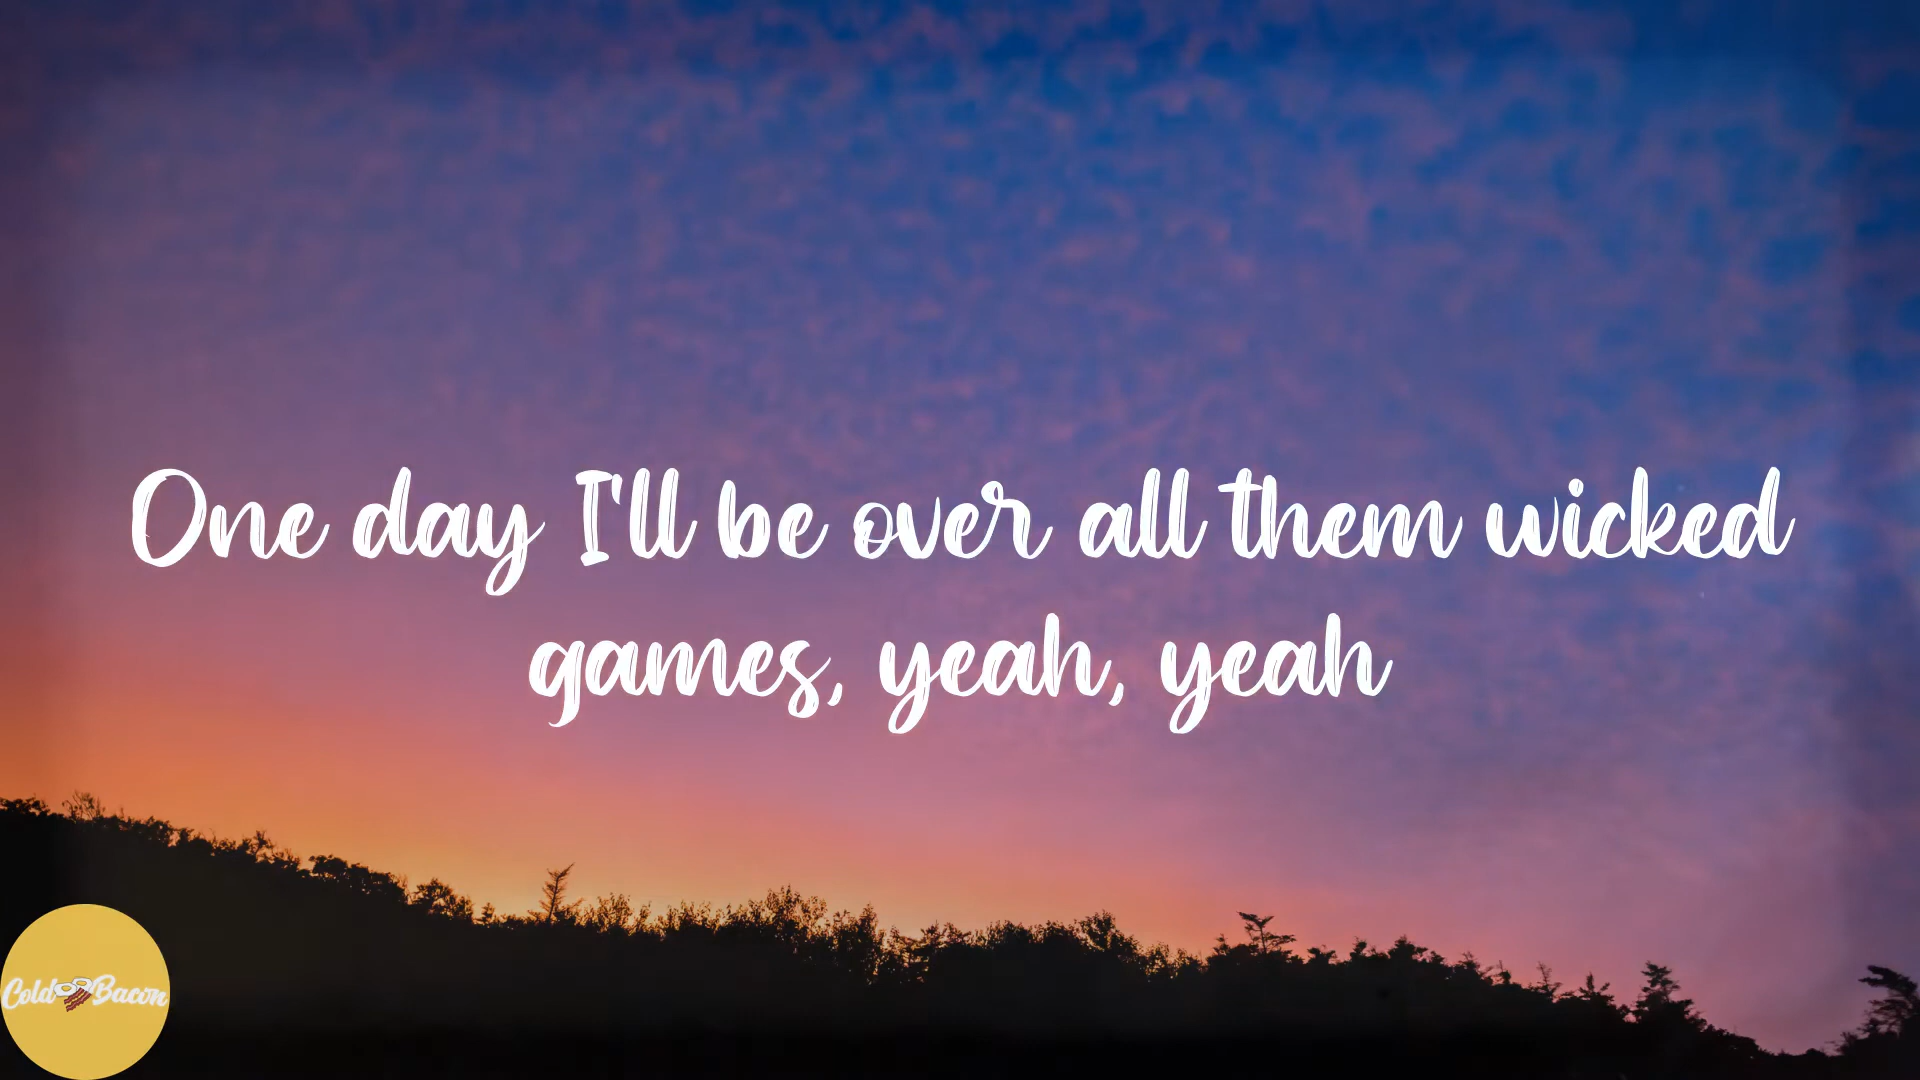 One day I'll be over all them wicked
games, yeah, yeah
Cold Bacon